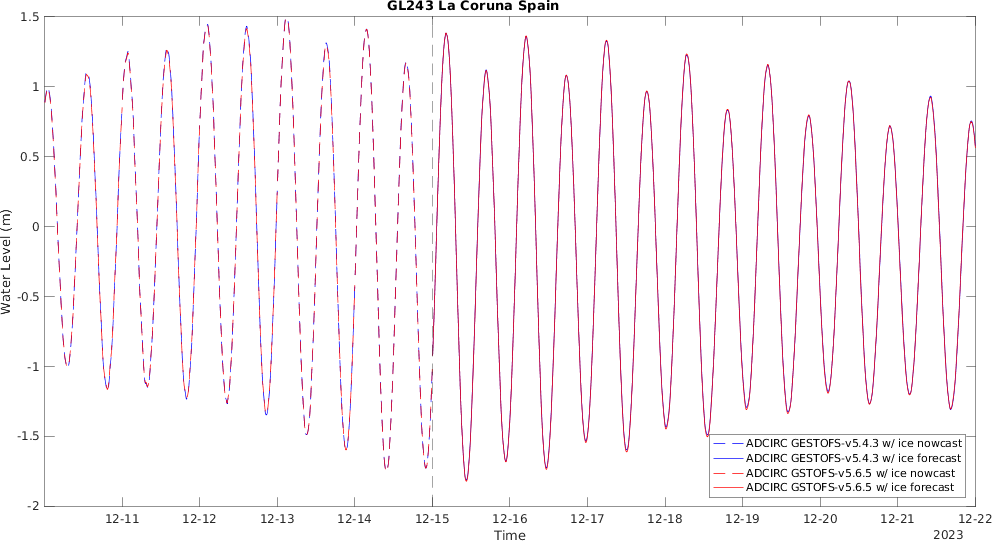 GL243 La Coruna Spain
1.5
1
0.5
0
-0.5
-1
-1.5
-2
Water Level (m)
12-11 12-12 12-13 12-14 12-15 12-16 12-17 12-18 12-19 12-20 12-21 12-22
Time
2023
ADCIRC GESTOFS-v5.4.3 w/ ice nowcast
ADCIRC GESTOFS-v5.4.3 w/ ice forecast
ADCIRC GSTOFS-v5.6.5 w/ ice nowcast
ADCIRC GSTOFS-v5.6.5 w/ ice forecast